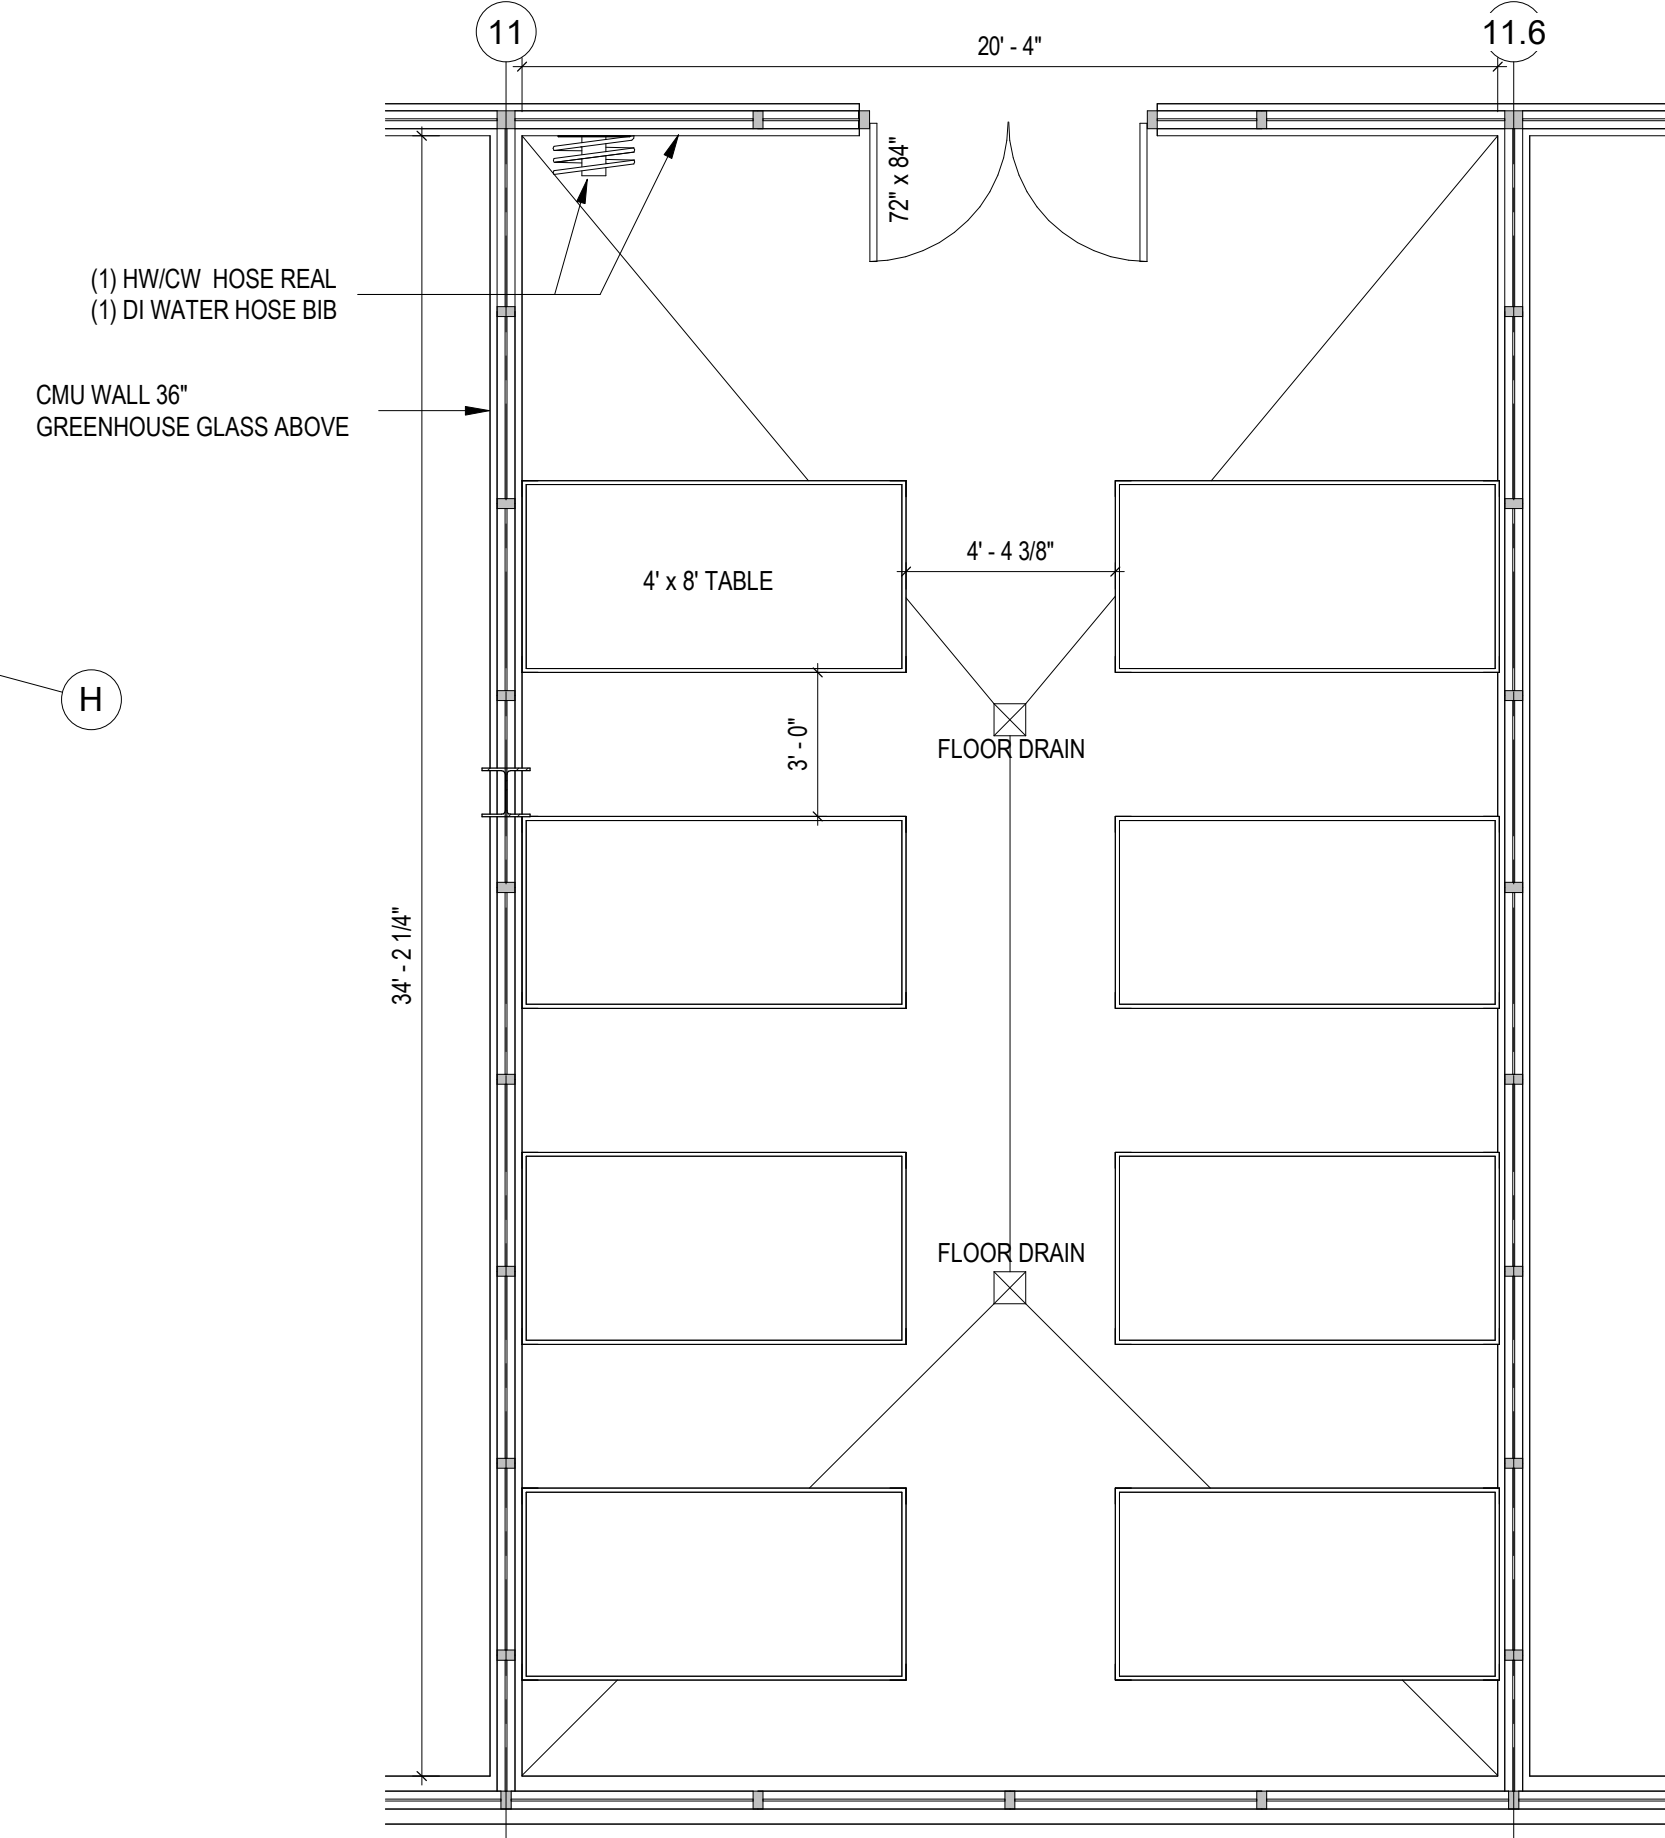 11
11.6
20' - 4"
72" x 84"
(1) HW/CW  HOSE REAL
(1) DI WATER HOSE BIB
CMU WALL 36"
GREENHOUSE GLASS ABOVE
4' - 4 3/8"
4' x 8' TABLE
H
3' - 0"
FLOOR DRAIN
34' - 2 1/4"
FLOOR DRAIN